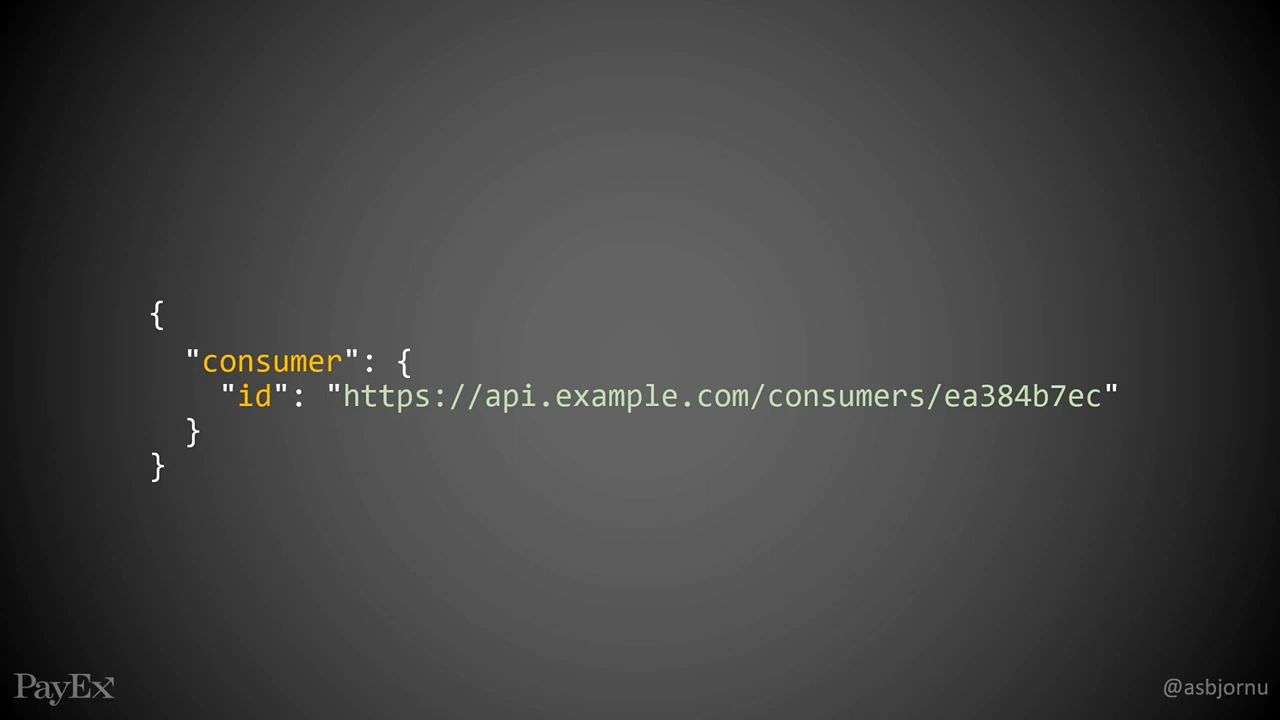 {
"consumer": {
"id": "https://api.example.com/consumers/ea384b7ec"
}
}
PayEx
@asbjornu